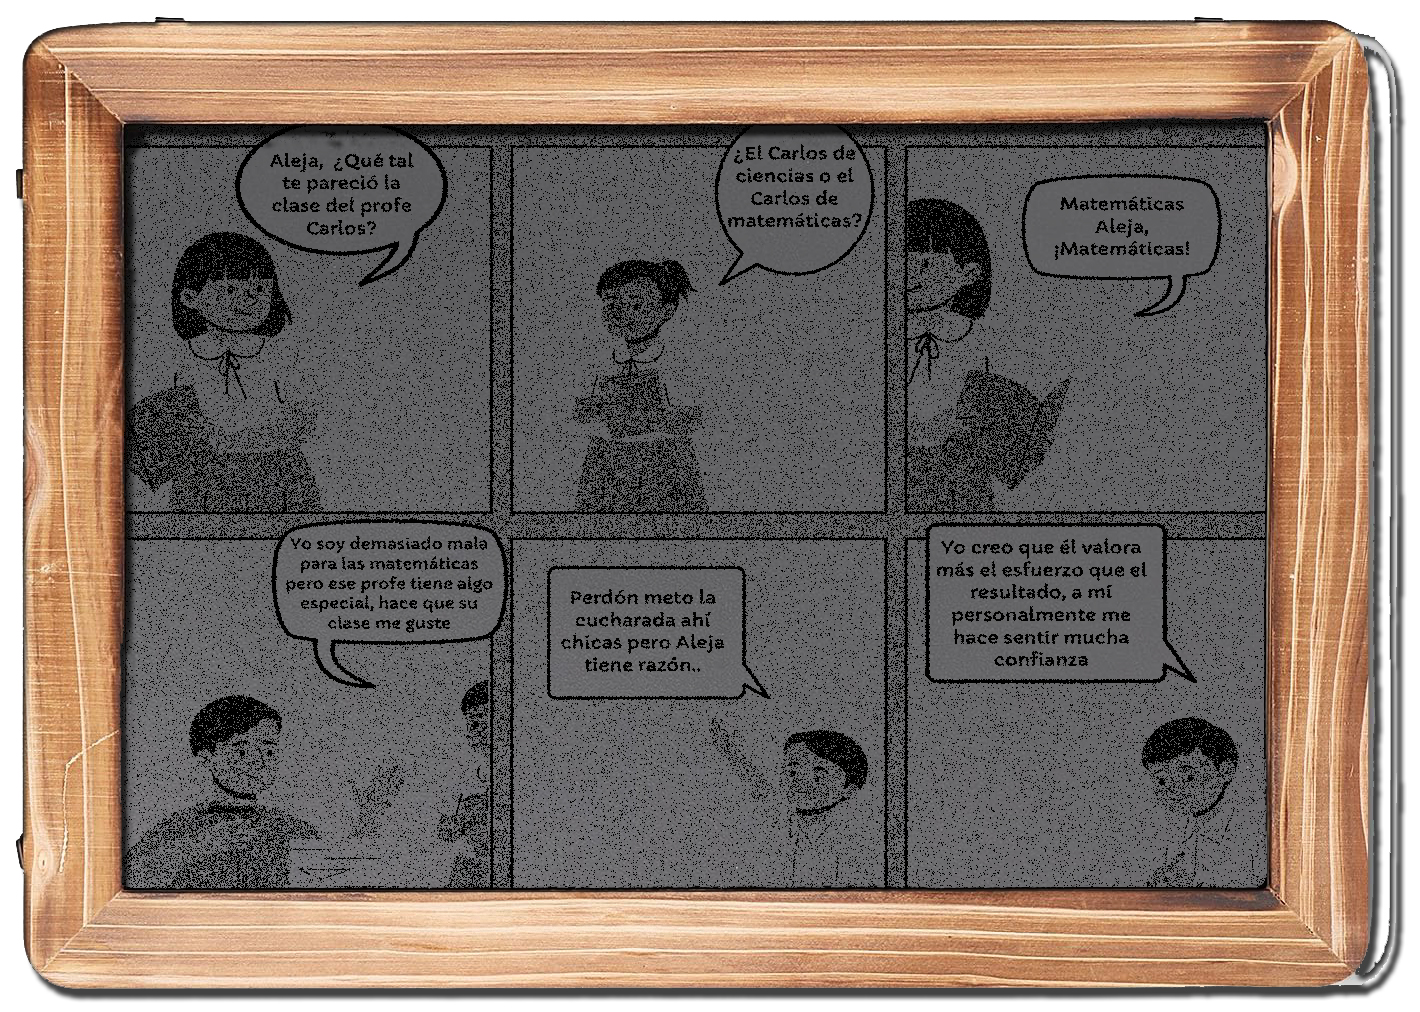 Aleja, ¿Qué tal
te pareció la
clase del profe
Carlos?
¿El Carlos de
ciencias o el
Carlos de
matemáticas?
Matemáticas
Aleja,
¡Matemáticas!
Yo soy demasiado mala
para las matemáticas
pero ese profe tiene algo
especial, hace que su
clase me guste
Perdón meto la
cucharada ahí
chicas pero Aleja
tiene razón..
Yo creo que él valora
más el esfuerzo que el
resultado, a mí
personalmente me
hace sentir mucha
confianza